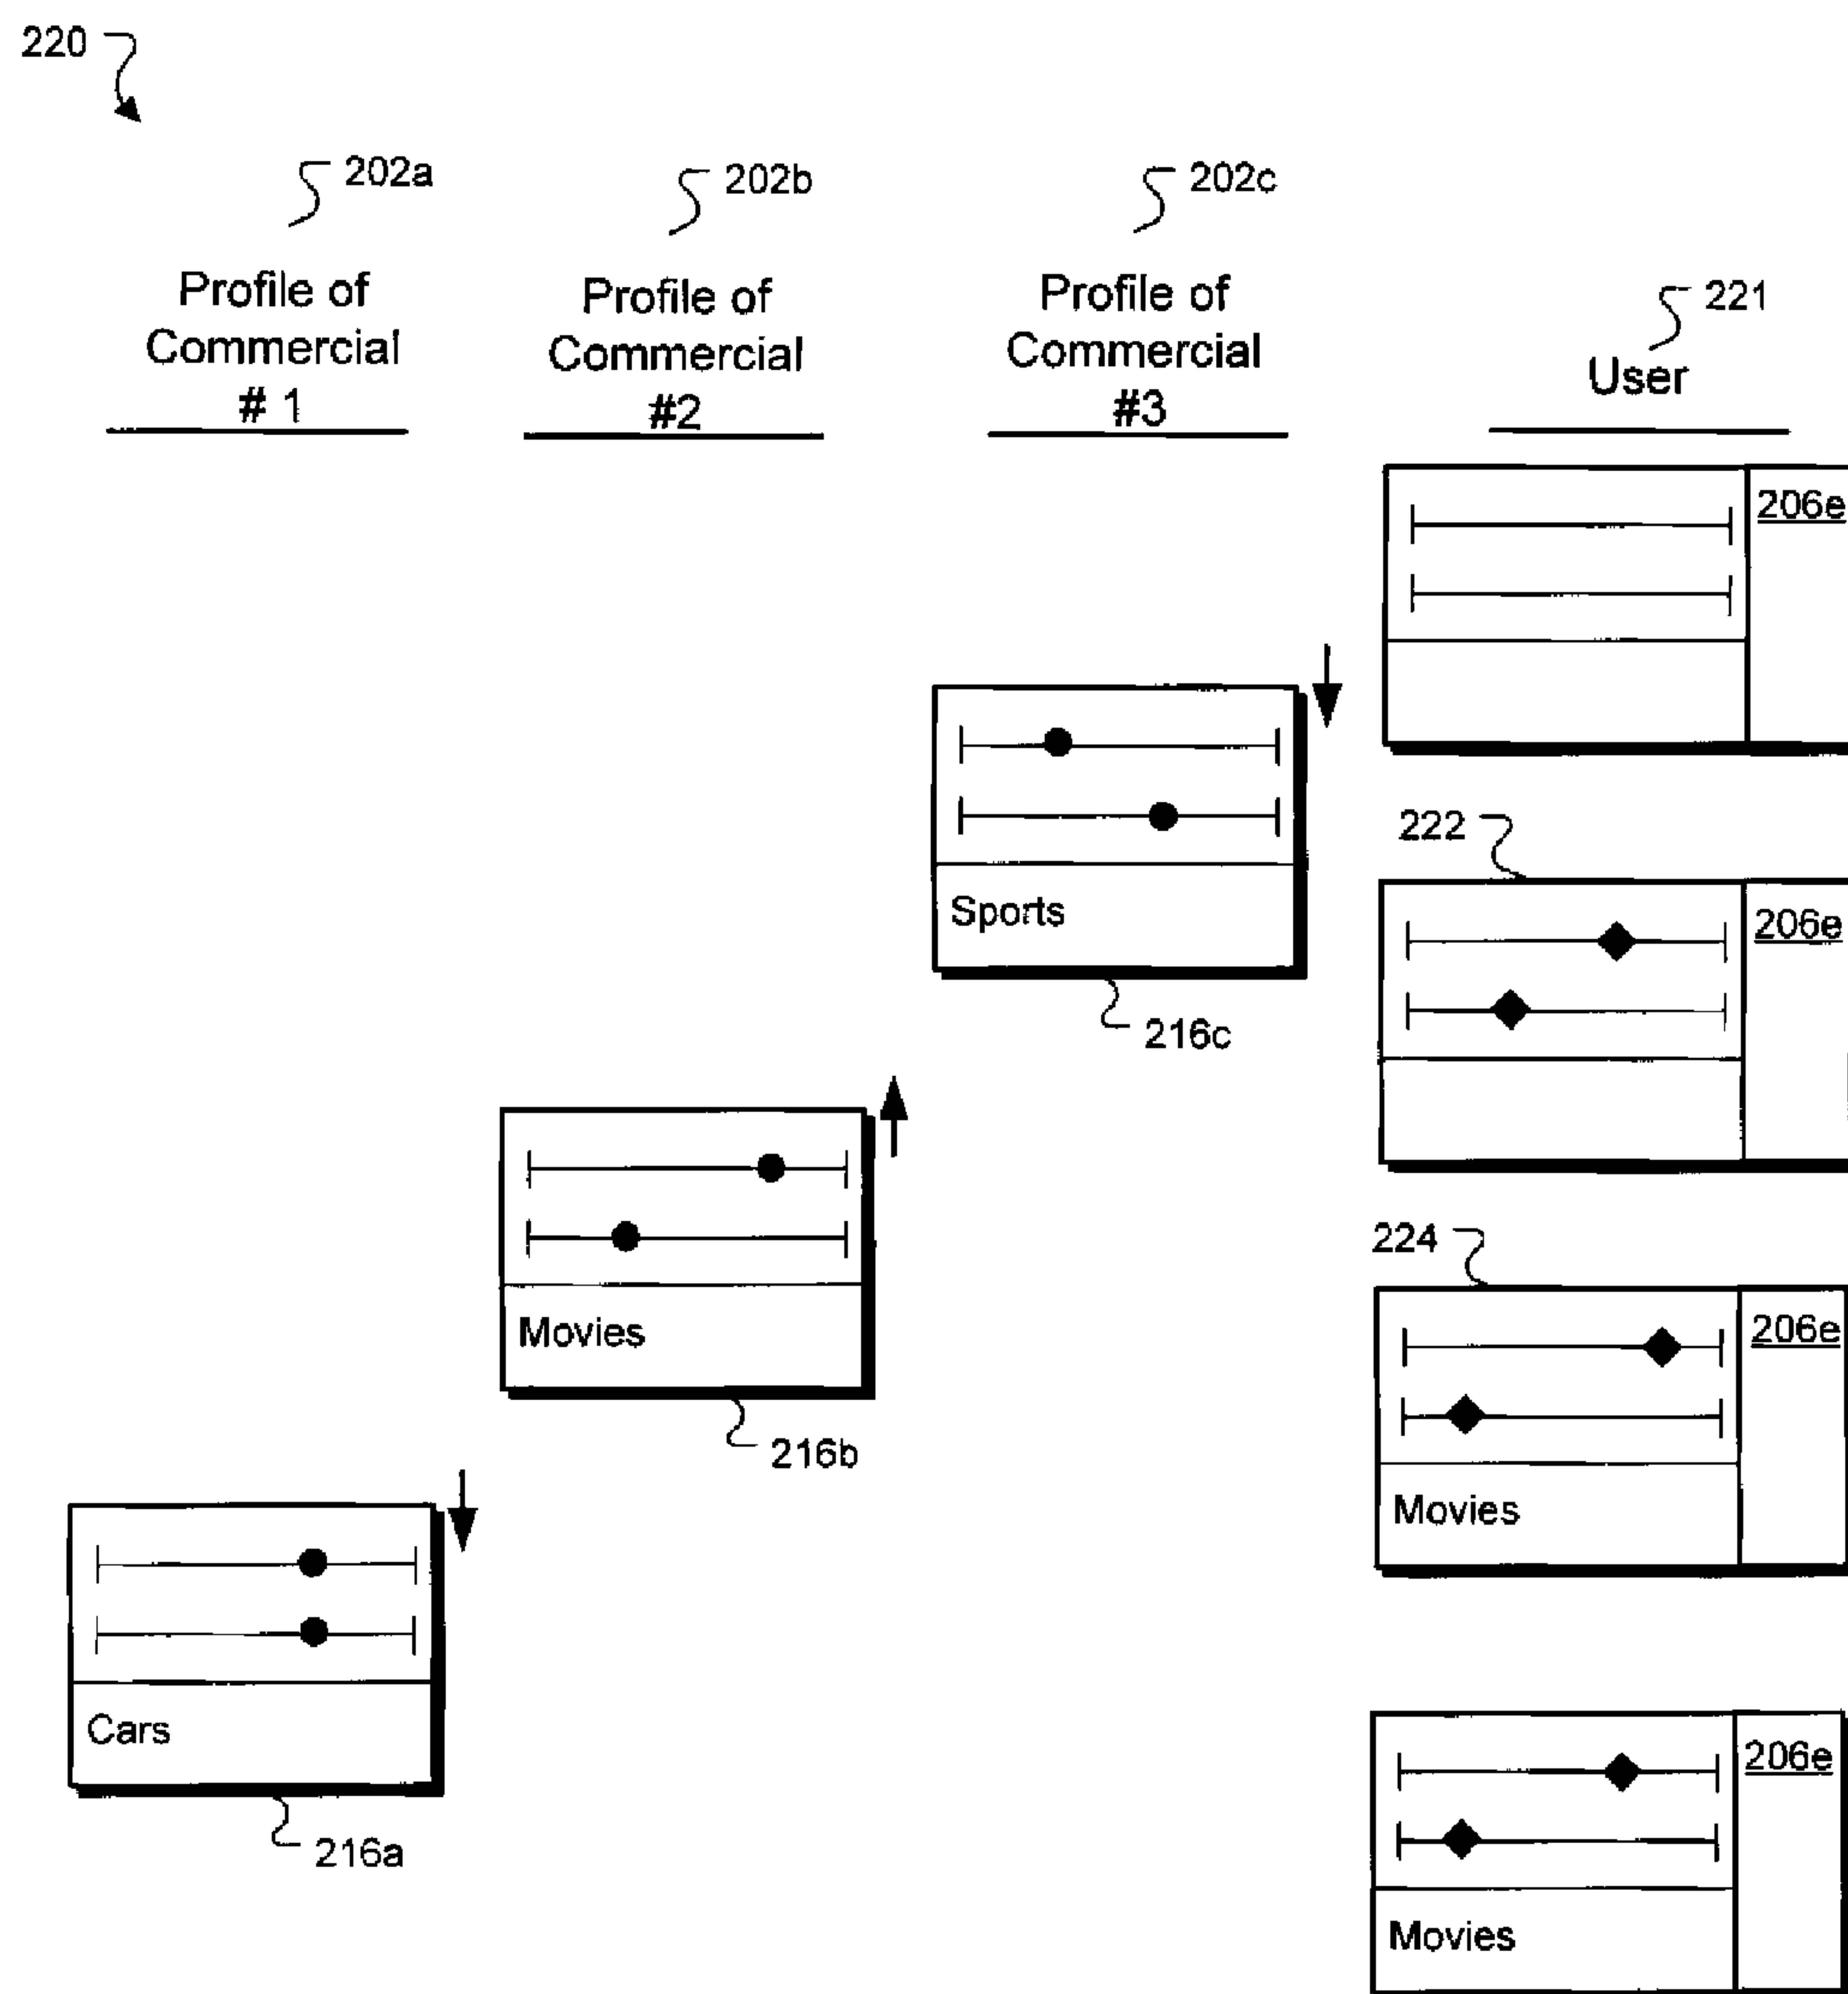 220
202a
202b
202c
221
Profile of
Commercial
# 1
Profile of
Commercial
#2
Profile of
Commercial
#3
User
206e
222
206e
Sports
216c
224
206e
Movies
216b
Movies
Cars
216a
206e
Movies